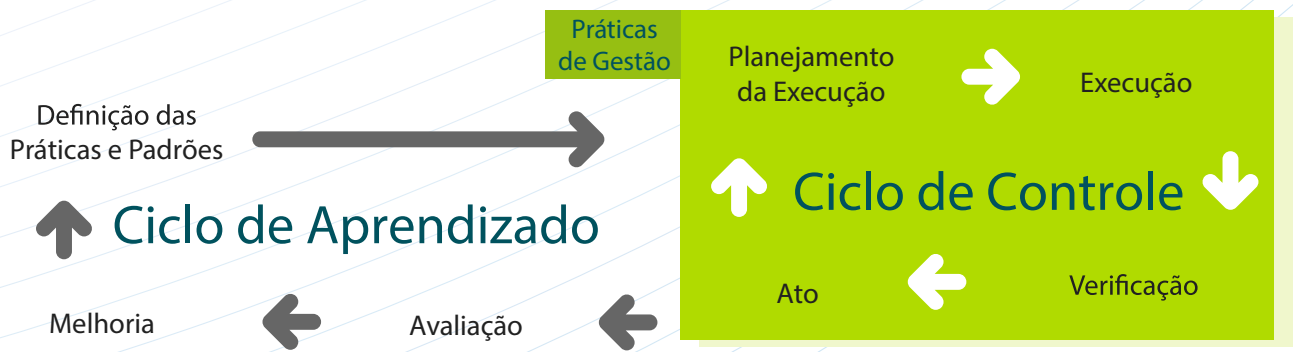 Práticas
de Gestão
Planejamento
da Execução
Execução
Definição das
Práticas e Padrões
Ciclo de Controle
Ciclo de Aprendizado
Ato
Verificação
Melhoria
Avaliação